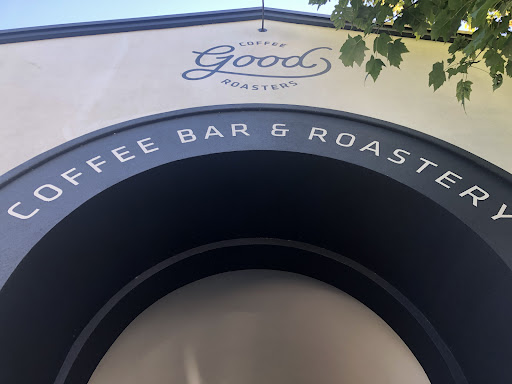 COFFEE
Good
ROASTERS
COFFEE BAR & ROASTERY